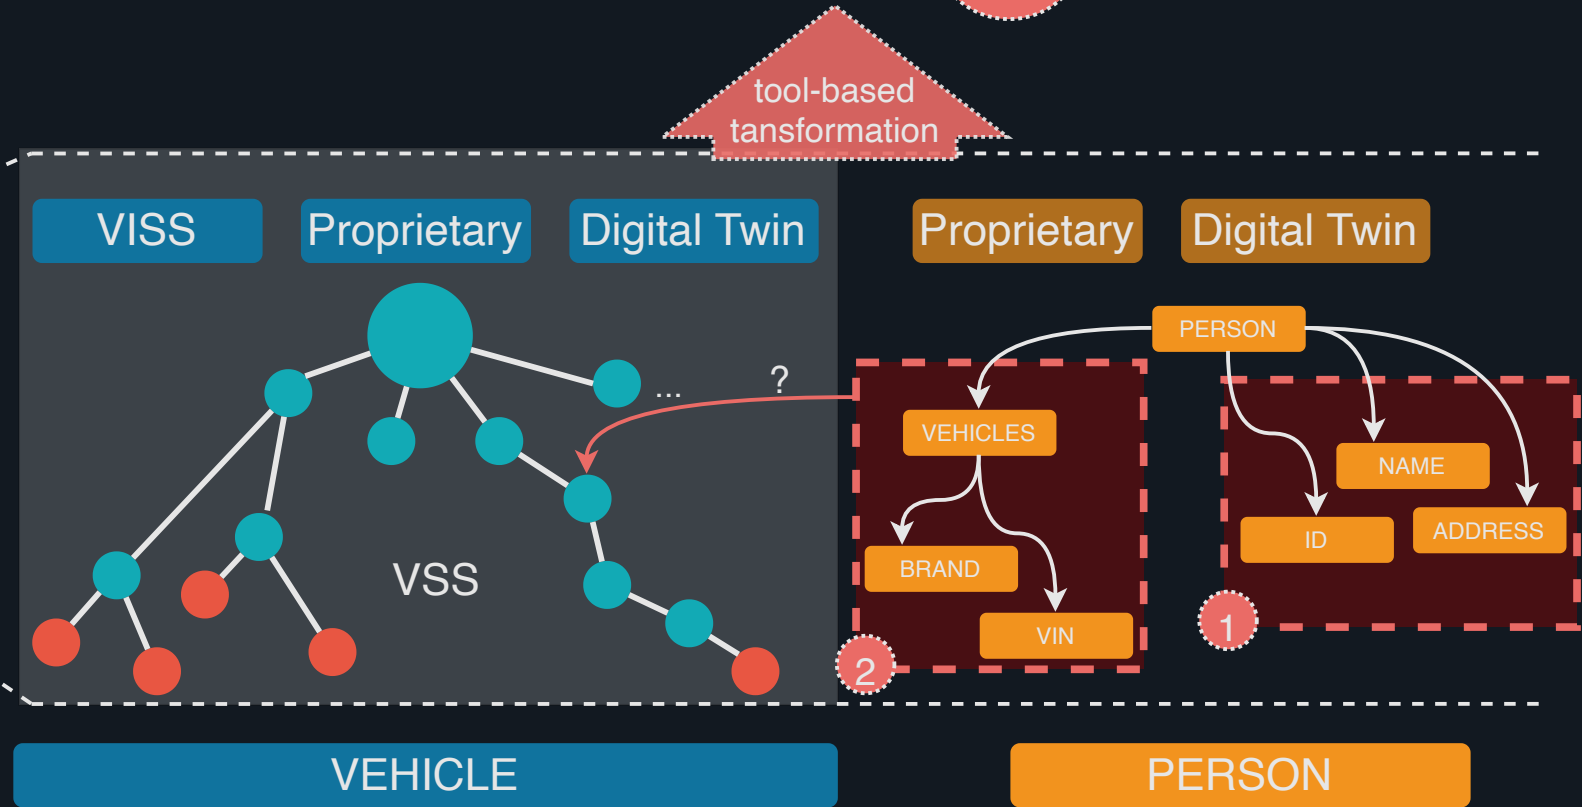 tool-based
tansformation
VISS
Proprietary
Digital Twin
Proprietary
Digital Twin
PERSON
...
?
VEHICLES
NAME
ID
ADDRESS
BRAND
VSS
VIN
1
2
VEHICLE
PERSON